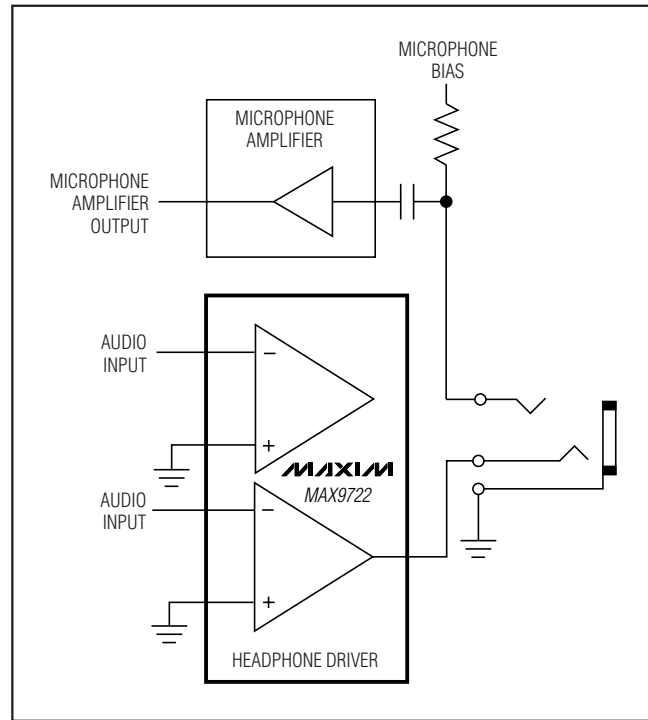 MICROPHONE
BIAS
MICROPHONE
AMPLIFIER
MICROPHONE
AMPLIFIER
OUTPUT
AUDIO
INPUT
−
+
MAXIM
MAX9722
AUDIO
INPUT
−
+
HEADPHONE DRIVER